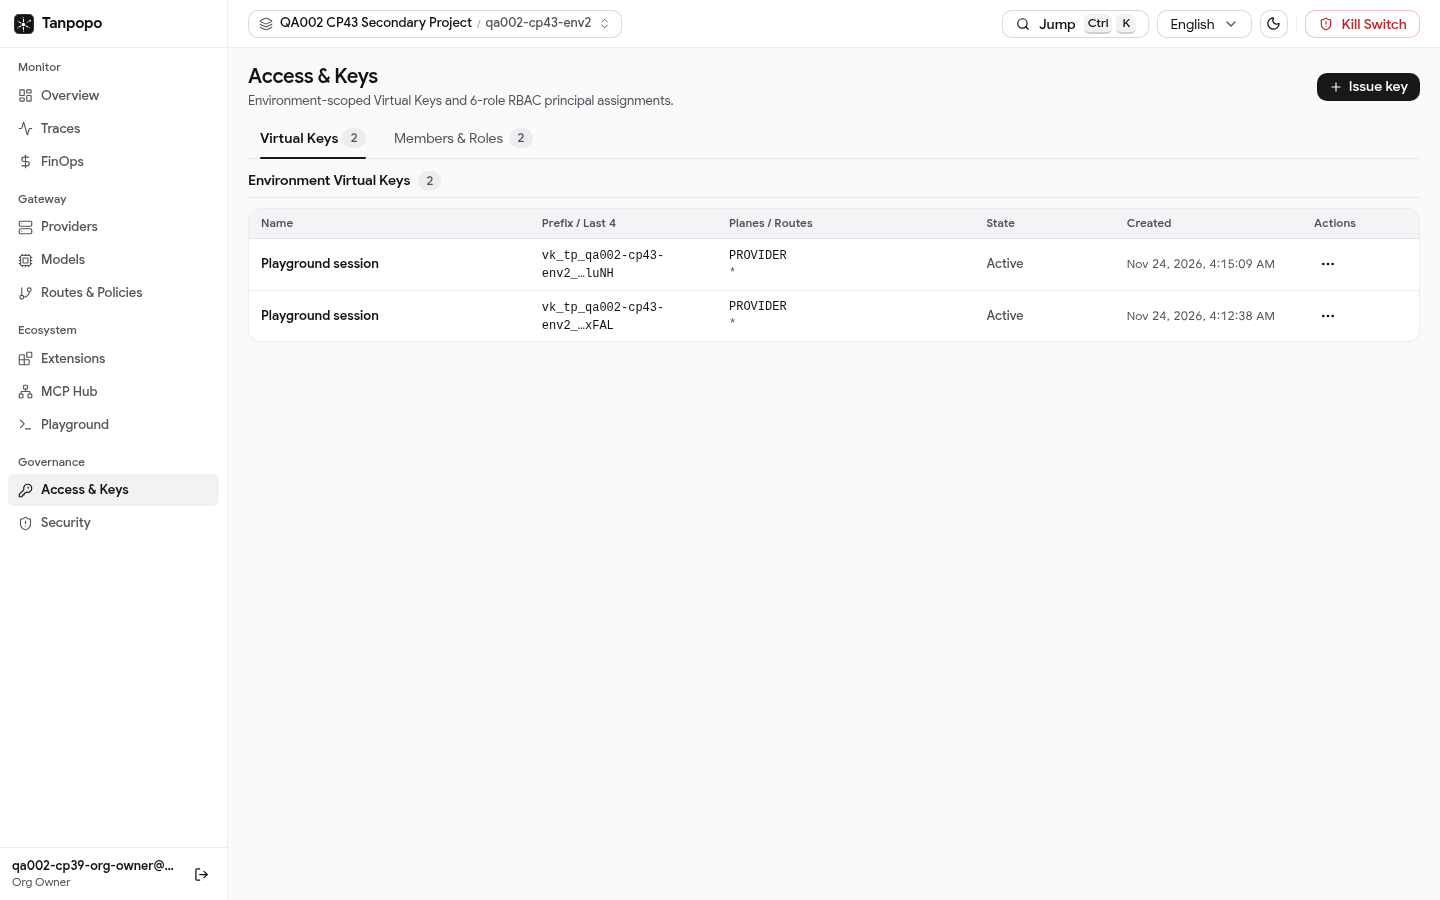 Tanpopo
QA002 CP43 Secondary Project / qa002-cp43-env2
Jump Ctrl K
English
Kill Switch
Monitor
Overview
Traces
FinOps
Gateway
Providers
Models
Routes & Policies
Ecosystem
Extensions
MCP Hub
Playground
Governance
Access & Keys
Security
qa002-cp39-org-owner@...
Org Owner
Access & Keys
Environment-scoped Virtual Keys and 6-role RBAC principal assignments.
Issue key
Virtual Keys 2 Members & Roles 2
Environment Virtual Keys 2
Name Prefix / Last 4 Planes / Routes State Created Actions
Playground session vk_tp_qa002-cp43- PROVIDER Active Nov 24, 2026, 4:15:09 AM
env2_…luNH *
Playground session vk_tp_qa002-cp43- PROVIDER Active Nov 24, 2026, 4:12:38 AM
env2_…xFAL *